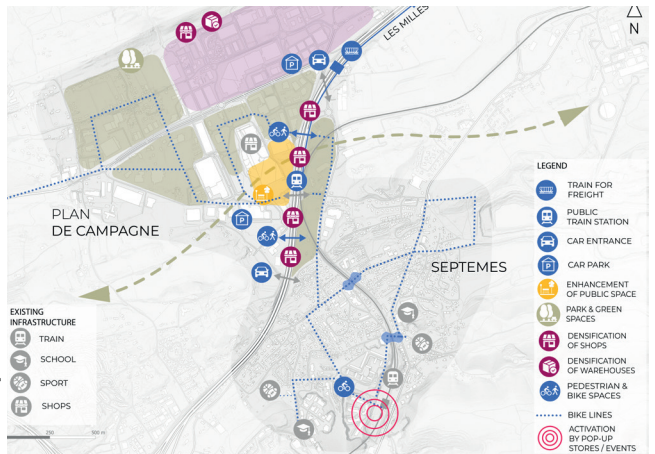 LES MILLES
N
PLAN
DE CAMPAGNE
SEPTEMES
P
P
EXISTING
INFRASTRUCTURE
TRAIN
SCHOOL
SPORT
SHOPS
250
500 m
LEGEND
TRAIN FOR
FREIGHT
PUBLIC
TRAIN STATION
CAR ENTRANCE
P
CAR PARK
ENHANCEMENT
OF PUBLIC SPACE
PARK & GREEN
SPACES
DENSIFICATION
OF SHOPS
DENSIFICATION
OF WAREHOUSES
PEDESTRIAN &
BIKE SPACES
BIKE LINES
ACTIVATION
BY POP-UP
STORES / EVENTS